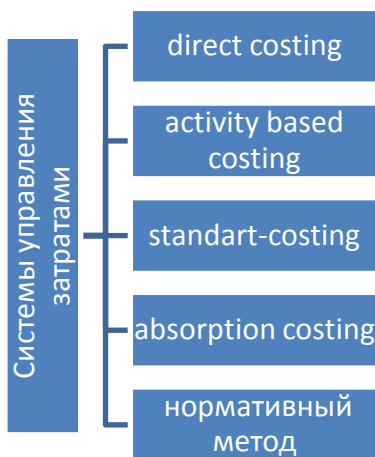 Системы управления
затратами
direct costing
activity based
costing
standart-costing
absorption costing
нормативный
метод